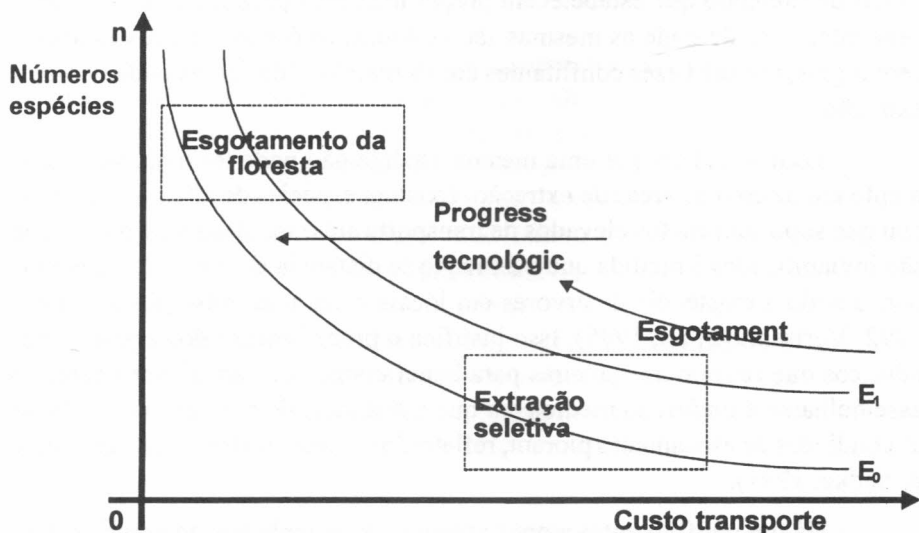 n
Números
espécies
Esgotamento da
floresta
Progress
tecnológic
Esgotament
E₁
Extração
seletiva
E₀
0
Custo transporte